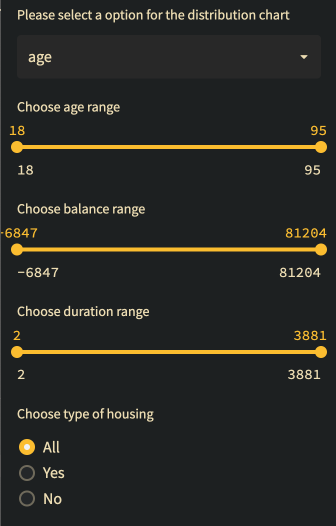 Please select a option for the distribution chart
age
Choose age range
18 95
18 95
Choose balance range
-6847 81204
-6847 81204
Choose duration range
2 3881
2 3881
Choose type of housing
All
Yes
No